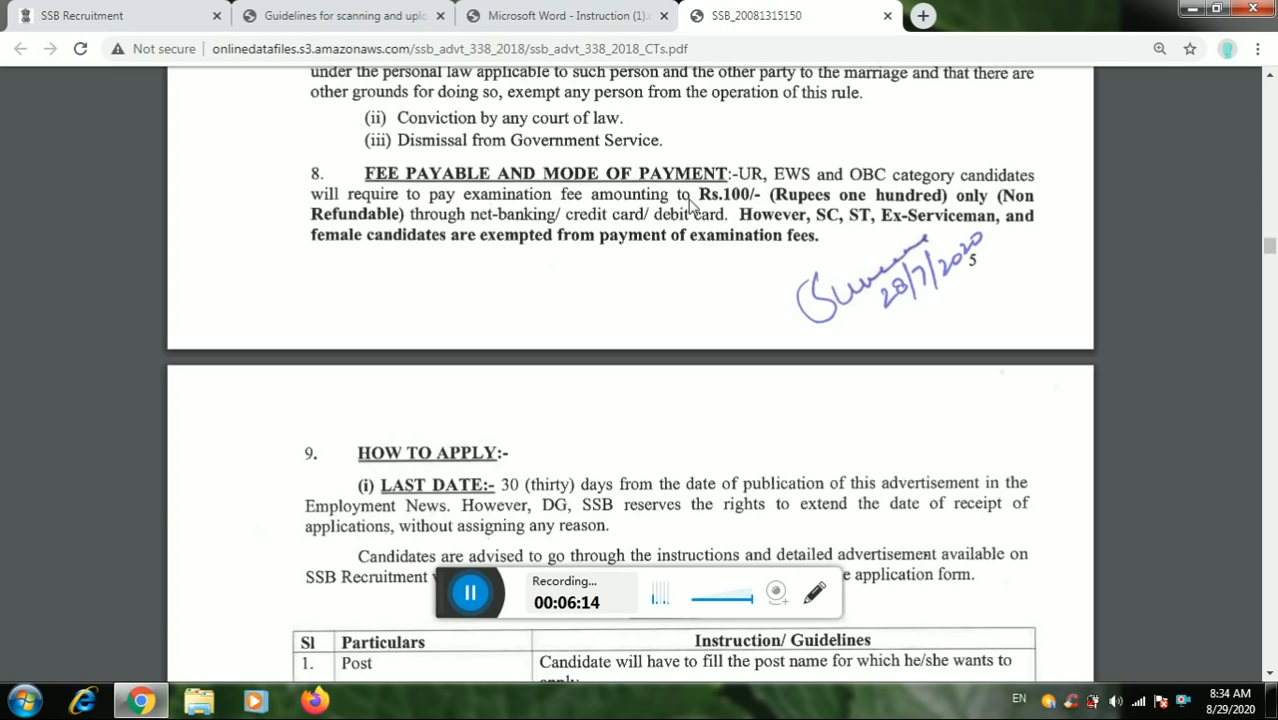 SSB Recruitment
Guidelines for scanning and uplo
Microsoft Word - Instruction (1).
SSB_20081315150
Not secure
onlinedatafiles.s3.amazonaws.com/ssb_advt_338_2018/ssb_advt_338_2018_CTs.pdf
under the personal law applicable to such person and the other party to the marriage and that there are
other grounds for doing so, exempt any person from the operation of this rule.
(ii) Conviction by any court of law.
(iii) Dismissal from Government Service.
8. FEE PAYABLE AND MODE OF PAYMENT:-UR, EWS and OBC category candidates
will require to pay examination fee amounting to Rs.100/- (Rupees one hundred) only (Non
Refundable) through net-banking/ credit card/ debit card. However, SC, ST, Ex-Serviceman, and
female candidates are exempted from payment of examination fees.
28/7/2020
5
9. HOW TO APPLY:-
(i) LAST DATE:- 30 (thirty) days from the date of publication of this advertisement in the
Employment News. However, DG, SSB reserves the rights to extend the date of receipt of
applications, without assigning any reason.
Candidates are advised to go through the instructions and detailed advertisement available on
SSB Recruitment
e application form.
Recording...
00:06:14
Sl Particulars Instruction/ Guidelines
1. Post Candidate will have to fill the post name for which he/she wants to
apply
EN
8:34 AM
8/29/2020